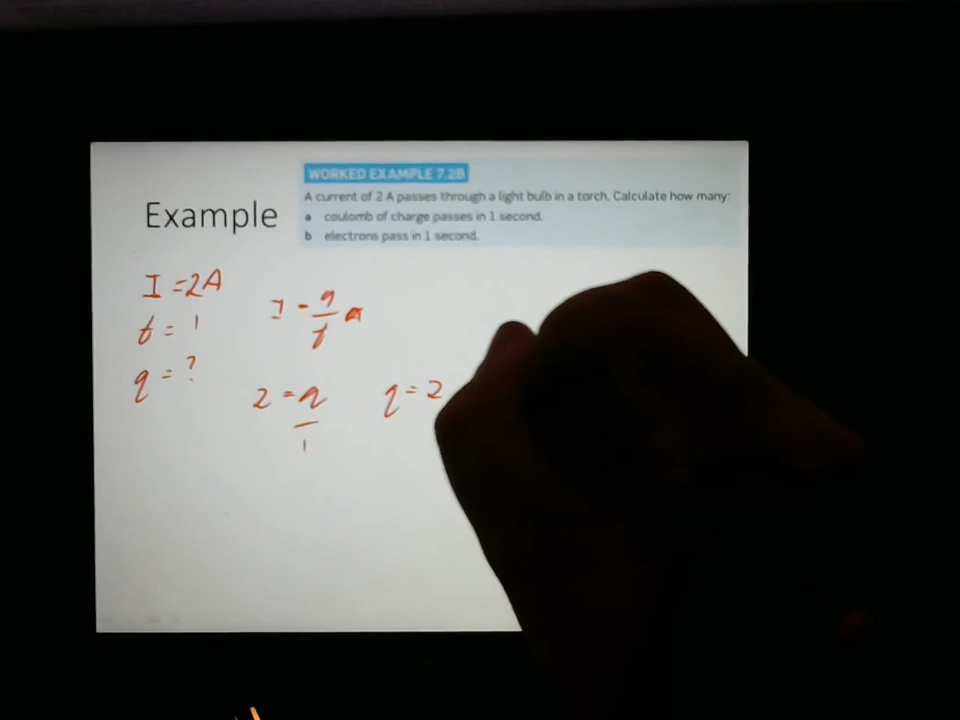 WORKED EXAMPLE 7.2B
A current of 2 A passes through a light bulb in a torch. Calculate how many:
a coulomb of charge passes in 1 second.
b electrons pass in 1 second.
Example
I = 2A
t = 1
q = ?
I = q/t
2 = q/1
q = 2